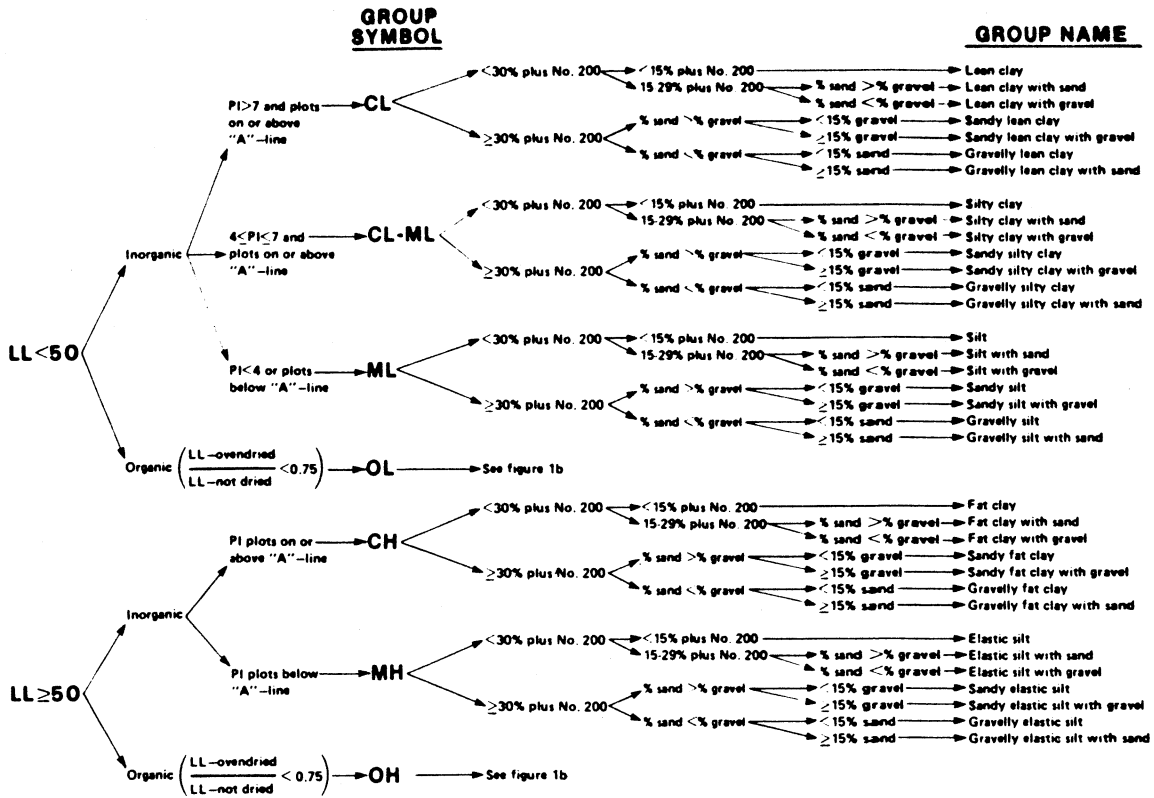 GROUP
SYMBOL
GROUP NAME
LL<50
Inorganic
PI>7 and plots
on or above
"A"–line
CL
<30% plus No. 200
<15% plus No. 200
Lean clay
15-29% plus No. 200
% sand >% gravel
Lean clay with sand
% sand <% gravel
Lean clay with gravel
≥30% plus No. 200
% sand >% gravel
<15% gravel
Sandy lean clay
≥15% gravel
Sandy lean clay with gravel
% sand <% gravel
<15% sand
Gravelly lean clay
≥15% sand
Gravelly lean clay with sand
4≤PI≤7 and
plots on or above
"A"–line
CL-ML
<30% plus No. 200
<15% plus No. 200
Silty clay
15-29% plus No. 200
% sand >% gravel
Silty clay with sand
% sand <% gravel
Silty clay with gravel
≥30% plus No. 200
% sand >% gravel
<15% gravel
Sandy silty clay
≥15% gravel
Sandy silty clay with gravel
% sand <% gravel
<15% sand
Gravelly silty clay
≥15% sand
Gravelly silty clay with sand
PI<4 or plots
below "A"–line
ML
<30% plus No. 200
<15% plus No. 200
Silt
15-29% plus No. 200
% sand >% gravel
Silt with sand
% sand <% gravel
Silt with gravel
≥30% plus No. 200
% sand >% gravel
<15% gravel
Sandy silt
≥15% gravel
Sandy silt with gravel
% sand <% gravel
<15% sand
Gravelly silt
≥15% sand
Gravelly silt with sand
Organic (LL–ovendried / LL–not dried <0.75)
OL
See figure 1b
LL≥50
Inorganic
PI plots on or
above "A"–line
CH
<30% plus No. 200
<15% plus No. 200
Fat clay
15-29% plus No. 200
% sand >% gravel
Fat clay with sand
% sand <% gravel
Fat clay with gravel
≥30% plus No. 200
% sand >% gravel
<15% gravel
Sandy fat clay
≥15% gravel
Sandy fat clay with gravel
% sand <% gravel
<15% sand
Gravelly fat clay
≥15% sand
Gravelly fat clay with sand
PI plots below
"A"–line
MH
<30% plus No. 200
<15% plus No. 200
Elastic silt
15-29% plus No. 200
% sand >% gravel
Elastic silt with sand
% sand <% gravel
Elastic silt with gravel
≥30% plus No. 200
% sand >% gravel
<15% gravel
Sandy elastic silt
≥15% gravel
Sandy elastic silt with gravel
% sand <% gravel
<15% sand
Gravelly elastic silt
≥15% sand
Gravelly elastic silt with sand
Organic (LL–ovendried / LL–not dried < 0.75)
OH
See figure 1b